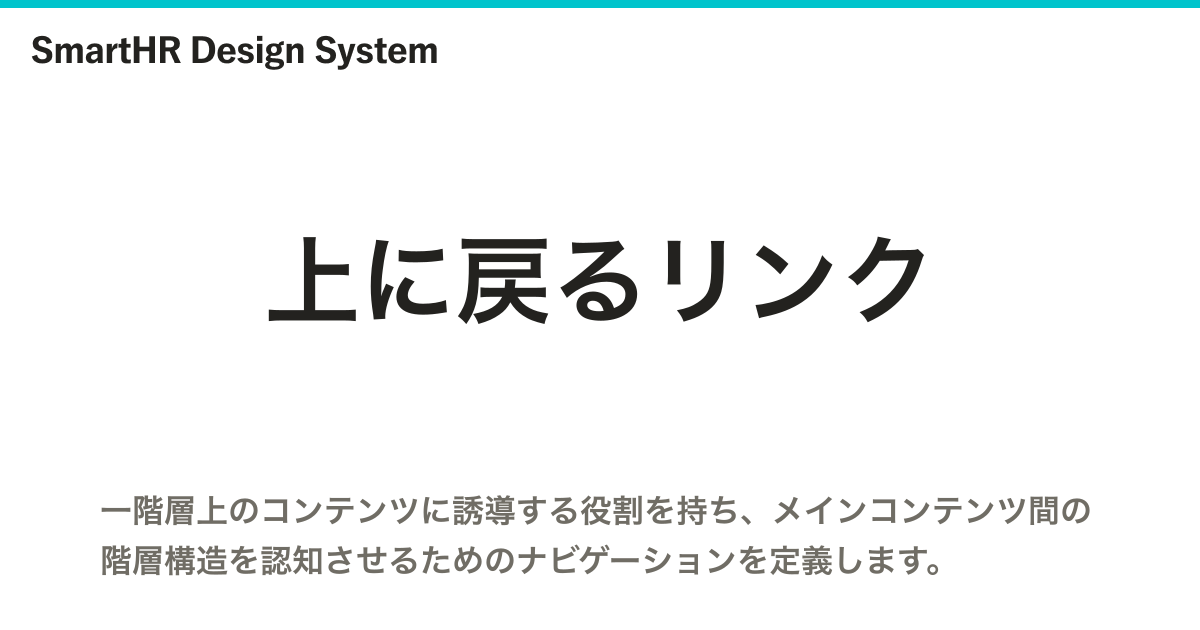 SmartHR Design System
上に戻るリンク
一階層上のコンテンツに誘導する役割を持ち、メインコンテンツ間の
階層構造を認知させるためのナビゲーションを定義します。